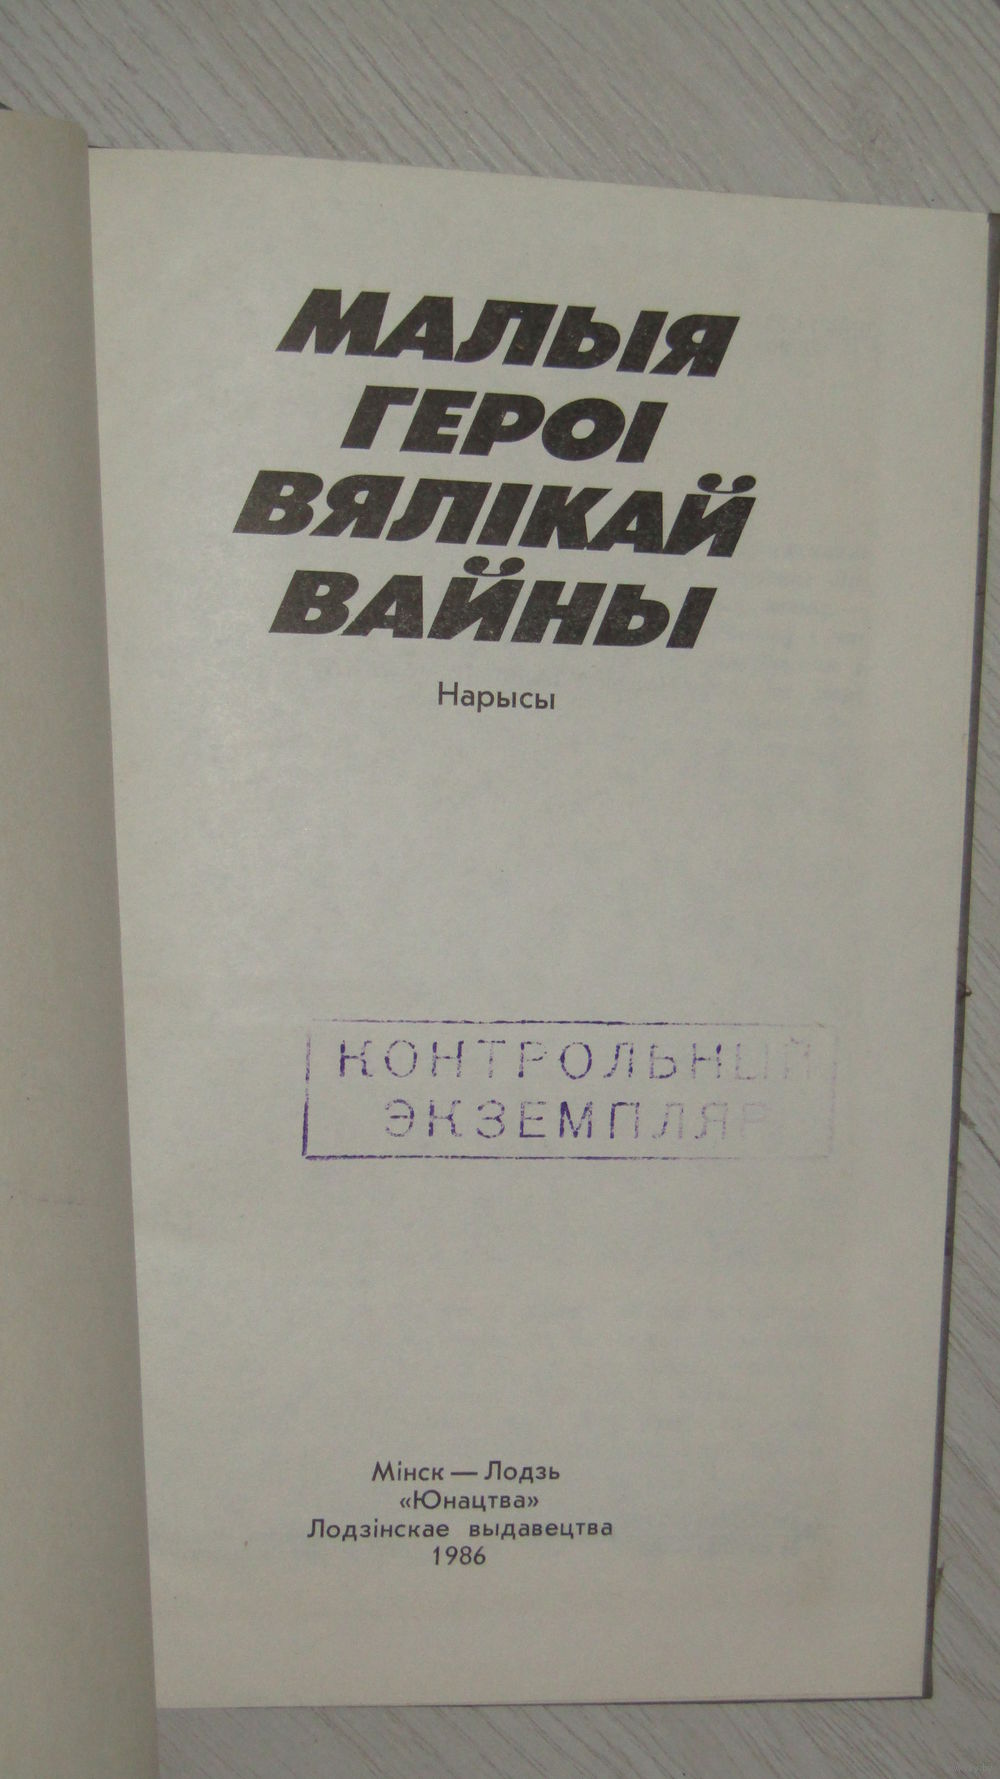 МАЛЫЯ
ГЕРОІ
ВЯЛІКАЙ
ВАЙНЫ
Нарысы
КОНТРОЛЬНЫЙ
ЭКЗЕМПЛЯР
Мінск — Лодзь
«Юнацтва»
Лодзінскае выдавецтва
1986